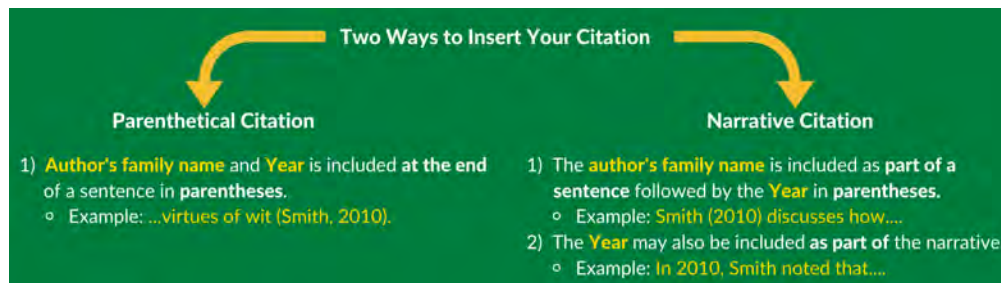 Two Ways to Insert Your Citation
Parenthetical Citation
1) Author's family name and Year is included at the end
of a sentence in parentheses.
○ Example: ...virtues of wit (Smith, 2010).
Narrative Citation
1) The author's family name is included as part of a
sentence followed by the Year in parentheses.
○ Example: Smith (2010) discusses how....
2) The Year may also be included as part of the narrative
○ Example: In 2010, Smith noted that....